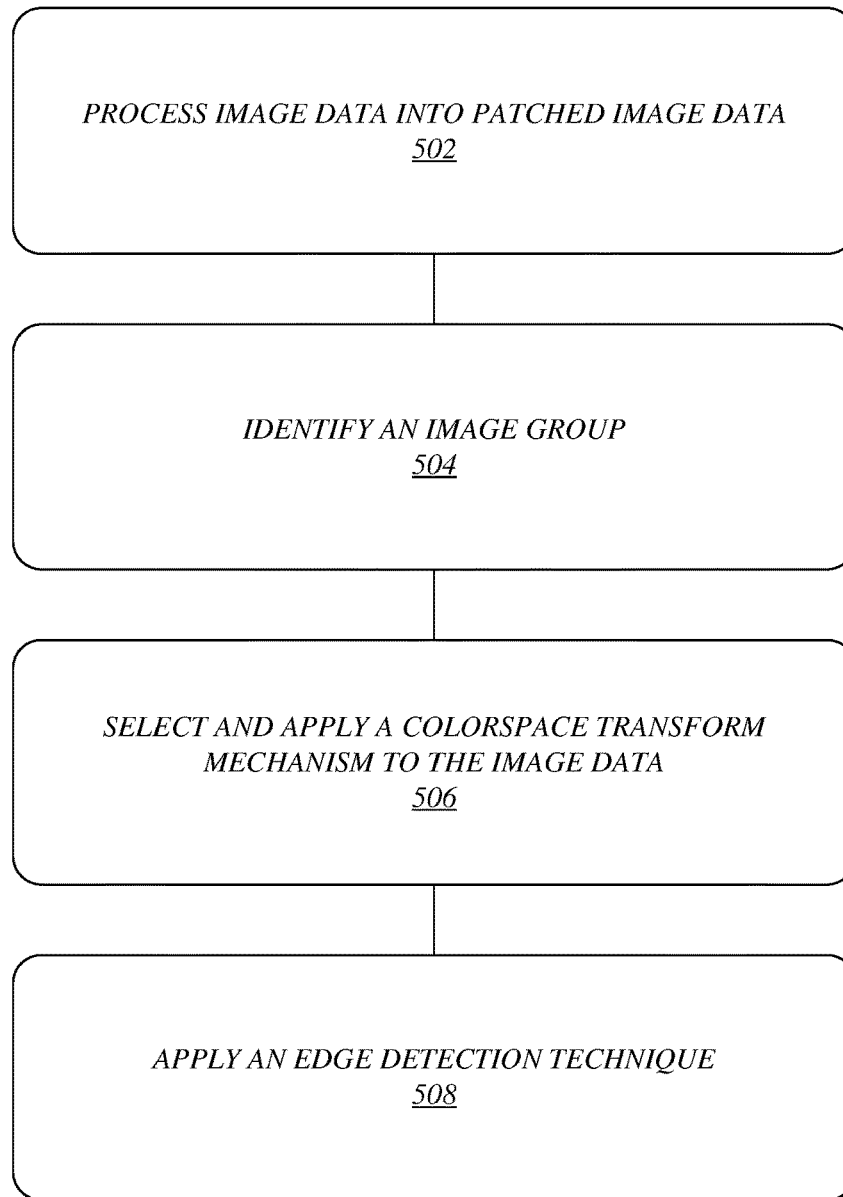 PROCESS IMAGE DATA INTO PATCHED IMAGE DATA
502
IDENTIFY AN IMAGE GROUP
504
SELECT AND APPLY A COLORSPACE TRANSFORM
MECHANISM TO THE IMAGE DATA
506
APPLY AN EDGE DETECTION TECHNIQUE
508